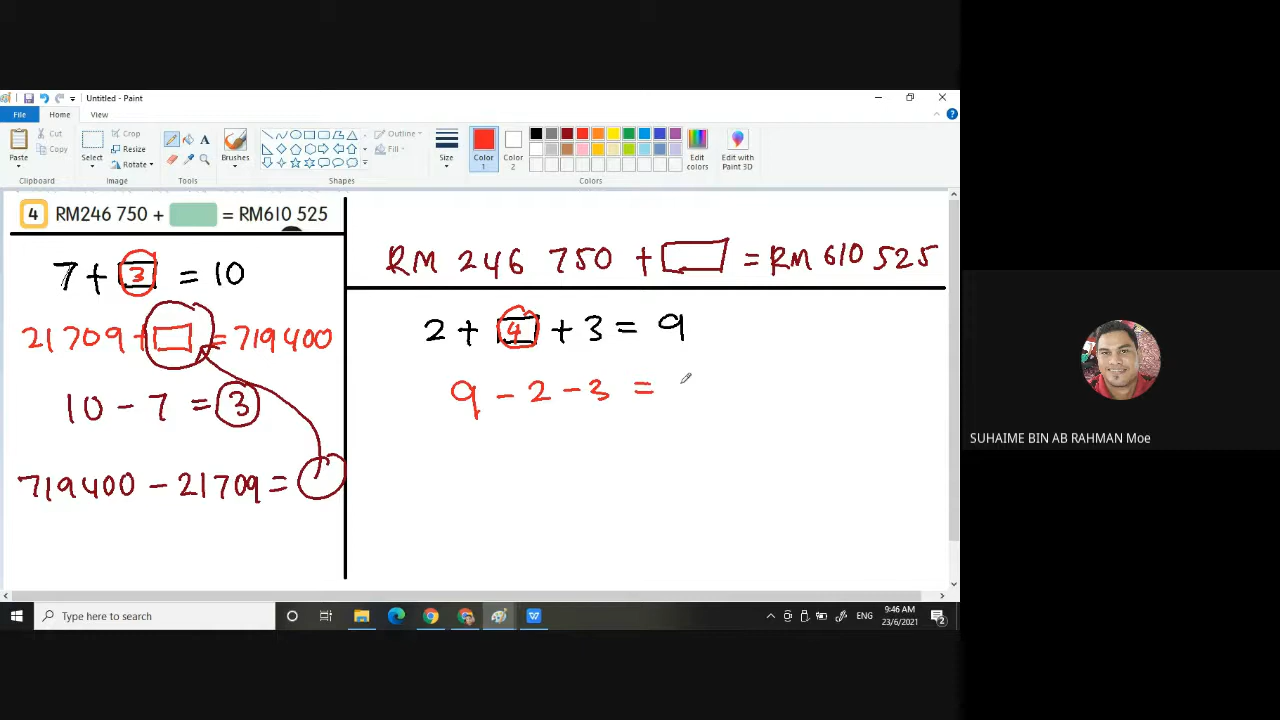 Untitled - Paint
File Home View
Paste
Cut
Copy
Clipboard
Select
Crop
Resize
Rotate
Image
A
Tools
Brushes
Outline
Fill
Shapes
Size
Color 1
Color 2
Edit colors
Colors
Edit with Paint 3D
4 RM246 750 + = RM610 525
7 + 3 = 10
21709 + = 719400
10 - 7 = 3
719400 - 21709 =
RM 246 750 + = RM 610 525
2 + 4 + 3 = 9
9 - 2 - 3 =
SUHAIME BIN AB RAHMAN Moe
Type here to search
ENG
9:46 AM
23/6/2021
2